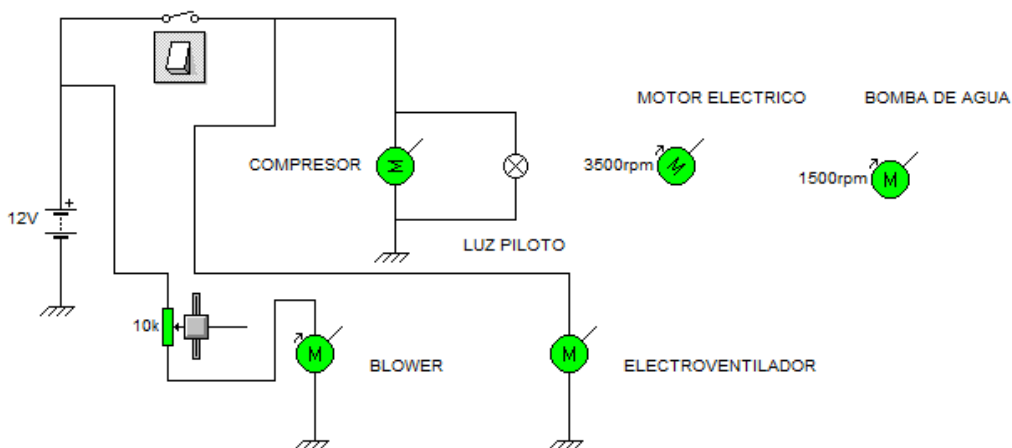 MOTOR ELECTRICO
BOMBA DE AGUA
COMPRESOR
3500rpm
M
1500rpm
M
+
12V
LUZ PILOTO
10k
M
BLOWER
M
ELECTROVENTILADOR